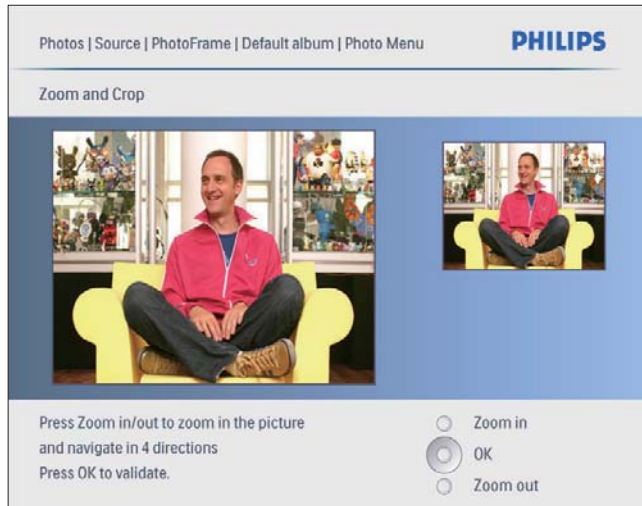 Photos | Source | PhotoFrame | Default album | Photo Menu
PHILIPS
Zoom and Crop
Press Zoom in/out to zoom in the picture
and navigate in 4 directions
Press OK to validate.
Zoom in
OK
Zoom out